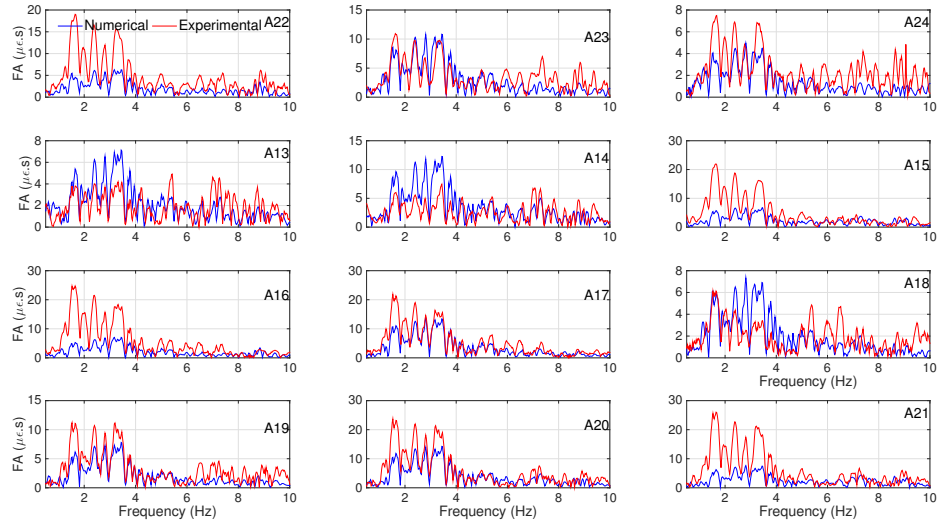 20
15
10
5
0
FA (με.s)
Numerical
Experimental
A22
2 4 6 8 10
15
10
5
0
A23
2 4 6 8 10
8
6
4
2
0
A24
2 4 6 8 10
8
6
4
2
0
FA (με.s)
A13
2 4 6 8 10
15
10
5
0
A14
2 4 6 8 10
30
20
10
0
A15
2 4 6 8 10
30
20
10
0
FA (με.s)
A16
2 4 6 8 10
30
20
10
0
A17
2 4 6 8 10
8
6
4
2
0
A18
2 4 6 8 10
Frequency (Hz)
15
10
5
0
FA (με.s)
A19
2 4 6 8 10
Frequency (Hz)
30
20
10
0
A20
2 4 6 8 10
Frequency (Hz)
30
20
10
0
A21
2 4 6 8 10
Frequency (Hz)